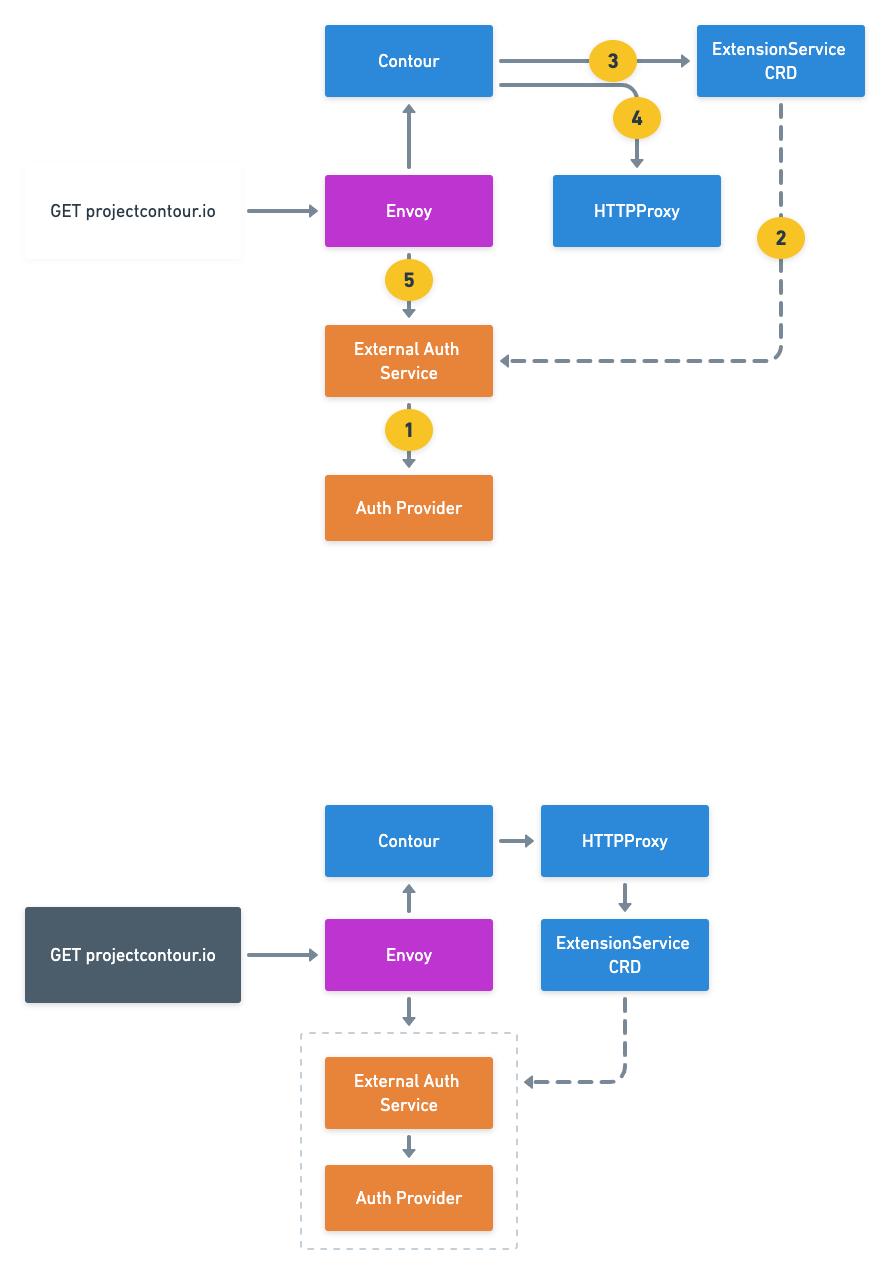 Contour
3
ExtensionService
CRD
4
GET projectcontour.io
Envoy
HTTPProxy
2
5
External Auth
Service
1
Auth Provider
Contour
HTTPProxy
GET projectcontour.io
Envoy
ExtensionService
CRD
External Auth
Service
Auth Provider